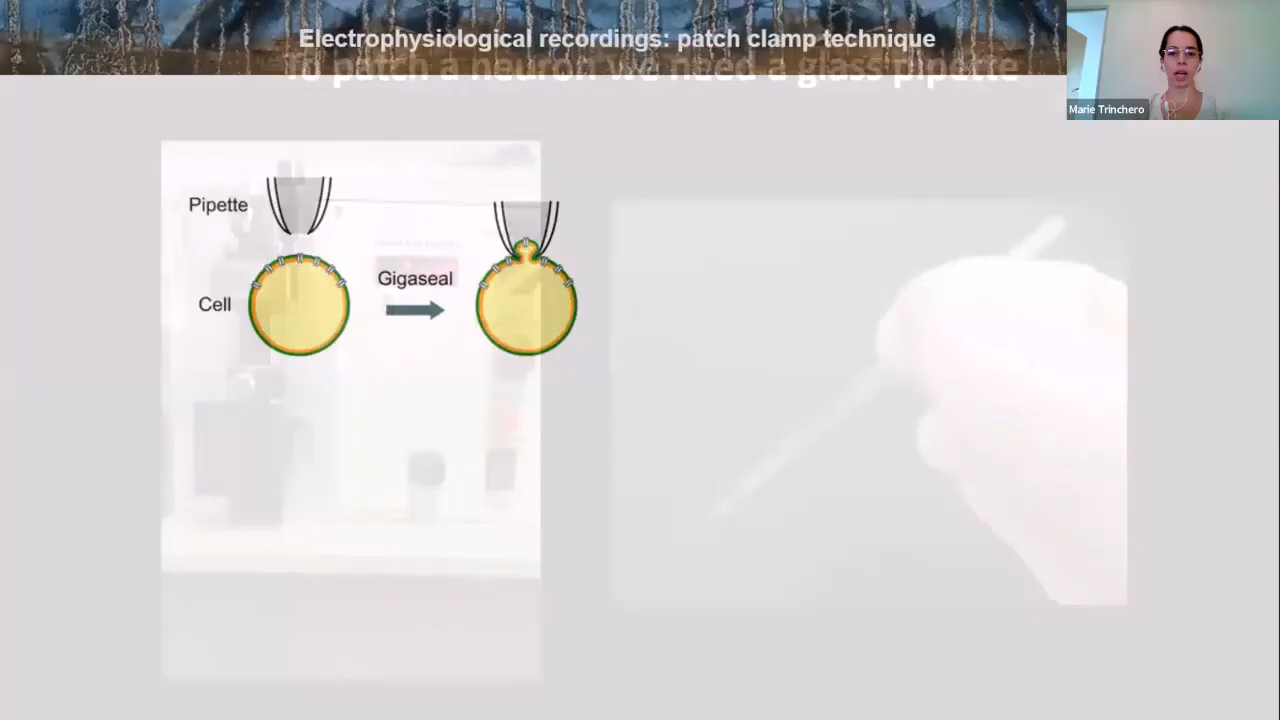 Electrophysiological recordings: patch clamp technique
To patch a neuron we need a glass pipette
Marie Trinchero
Pipette
Gigaseal
Cell